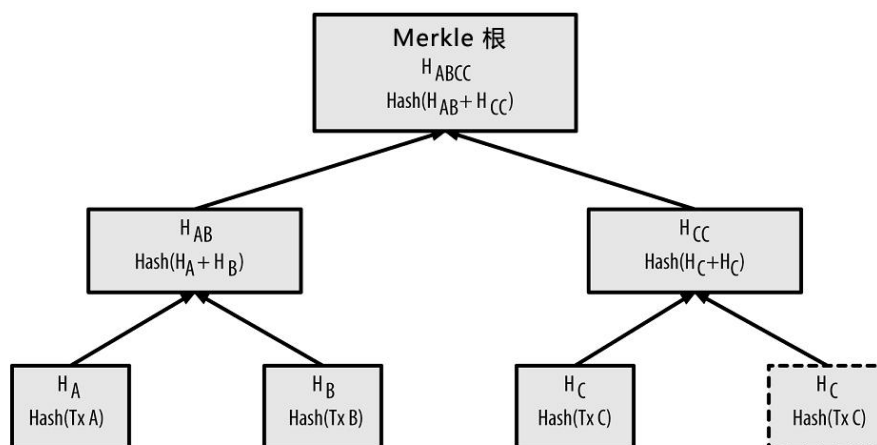 Merkle 根
H ABCC
Hash(H AB + H CC)
H AB
Hash(H A + H B)
H CC
Hash(H C+H C)
H A
Hash(Tx A)
H B
Hash(Tx B)
H C
Hash(Tx C)
H C
Hash(Tx C)